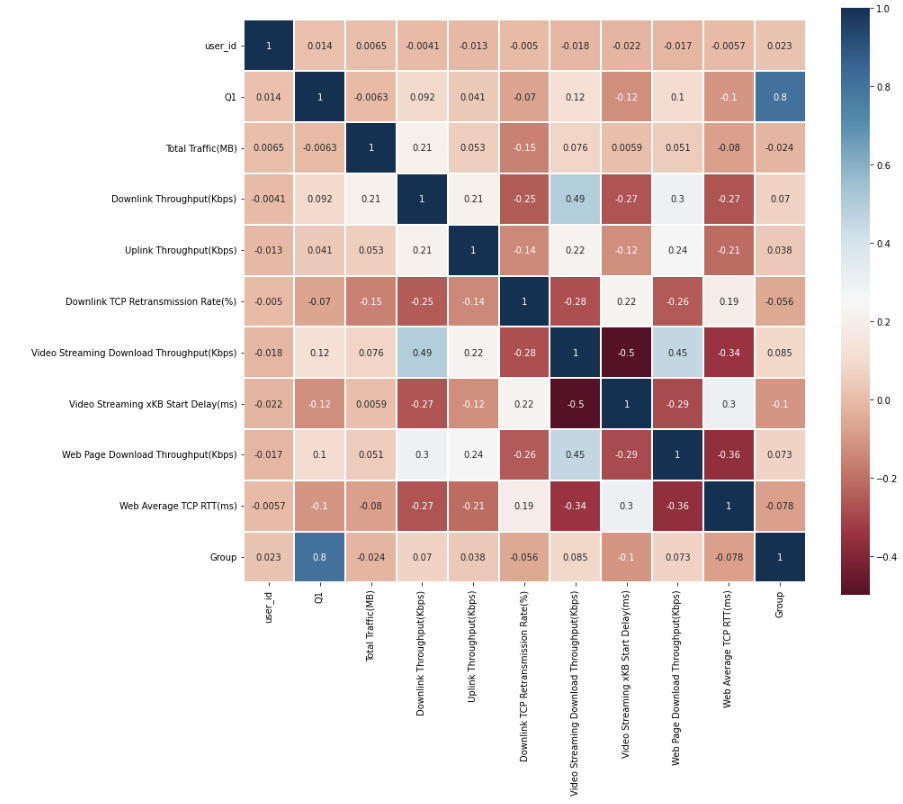 user_id 1 0.014 0.0065 -0.0041 -0.013 -0.005 -0.018 -0.022 -0.017 -0.0057 0.023
Q1 0.014 1 -0.0063 0.092 0.041 -0.07 0.12 -0.12 0.1 -0.1 0.8
Total Traffic(MB) 0.0065 -0.0063 1 0.21 0.053 -0.15 0.076 0.0059 0.051 -0.08 -0.024
Downlink Throughput(Kbps) -0.0041 0.092 0.21 1 0.21 -0.25 0.49 -0.27 0.3 -0.27 0.07
Uplink Throughput(Kbps) -0.013 0.041 0.053 0.21 1 -0.14 0.22 -0.12 0.24 -0.21 0.038
Downlink TCP Retransmission Rate(%) -0.005 -0.07 -0.15 -0.25 -0.14 1 -0.28 0.22 -0.26 0.19 -0.056
Video Streaming Download Throughput(Kbps) -0.018 0.12 0.076 0.49 0.22 -0.28 1 -0.5 0.45 -0.34 0.085
Video Streaming xKB Start Delay(ms) -0.022 -0.12 0.0059 -0.27 -0.12 0.22 -0.5 1 -0.29 0.3 -0.1
Web Page Download Throughput(Kbps) -0.017 0.1 0.051 0.3 0.24 -0.26 0.45 -0.29 1 -0.36 0.073
Web Average TCP RTT(ms) -0.0057 -0.1 -0.08 -0.27 -0.21 0.19 -0.34 0.3 -0.36 1 -0.078
Group 0.023 0.8 -0.024 0.07 0.038 -0.056 0.085 -0.1 0.073 -0.078 1
user_id
Q1
Total Traffic(MB)
Downlink Throughput(Kbps)
Uplink Throughput(Kbps)
Downlink TCP Retransmission Rate(%)
Video Streaming Download Throughput(Kbps)
Video Streaming xKB Start Delay(ms)
Web Page Download Throughput(Kbps)
Web Average TCP RTT(ms)
Group
1.0
0.8
0.6
0.4
0.2
0.0
−0.2
−0.4